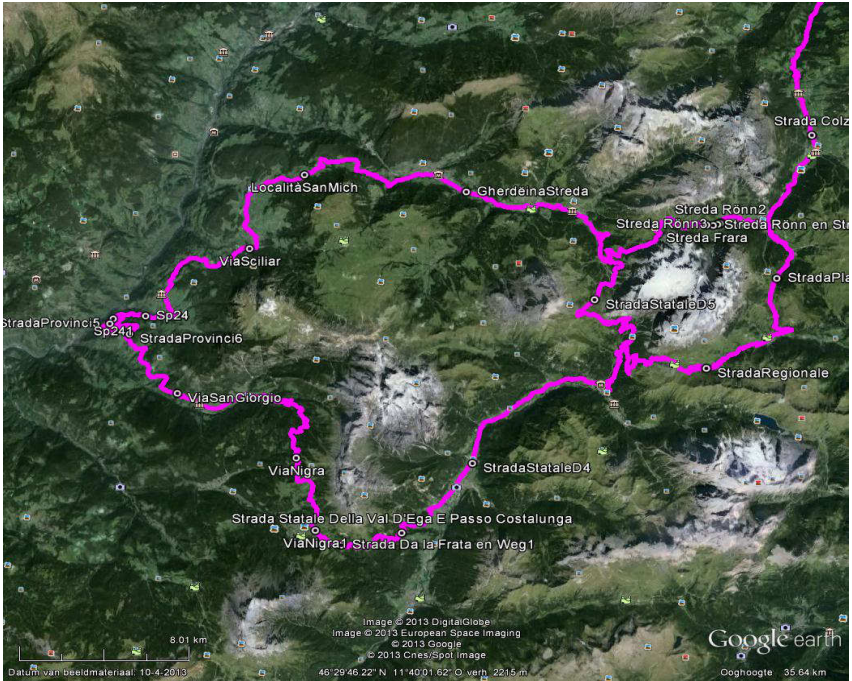 Strada Colz
LocalitàSanMich
GherdeinaStreda
Streda Rönn2
Streda Rönn3
Streda Rönn en Str
Streda Frara
ViaSciliar
StradaPla
StradaStataleD5
Sp24
StradaProvinci5
Sp241
StradaProvinci6
StradaRegionale
ViaSanGiorgio
ViaNigra
StradaStataleD4
Strada Statale Della Val D'Ega E Passo Costalunga
ViaNigra1
Strada Da la Frata en Weg1
Image © 2013 DigitalGlobe
Image © 2013 European Space Imaging
© 2013 Google
© 2013 Cnes/Spot Image
8.01 km
Google earth
Datum van beeldmateriaal: 10-4-2013
46°29'46.22" N 11°40'01.62" O verh 2215 m
Ooghoogte 35.64 km